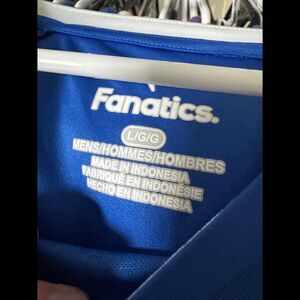 Fanatics.
L/G/G
MENS/HOMMES/HOMBRES
MADE IN INDONESIA
FABRIQUÉ EN INDONÉSIE
HECHO EN INDONESIA